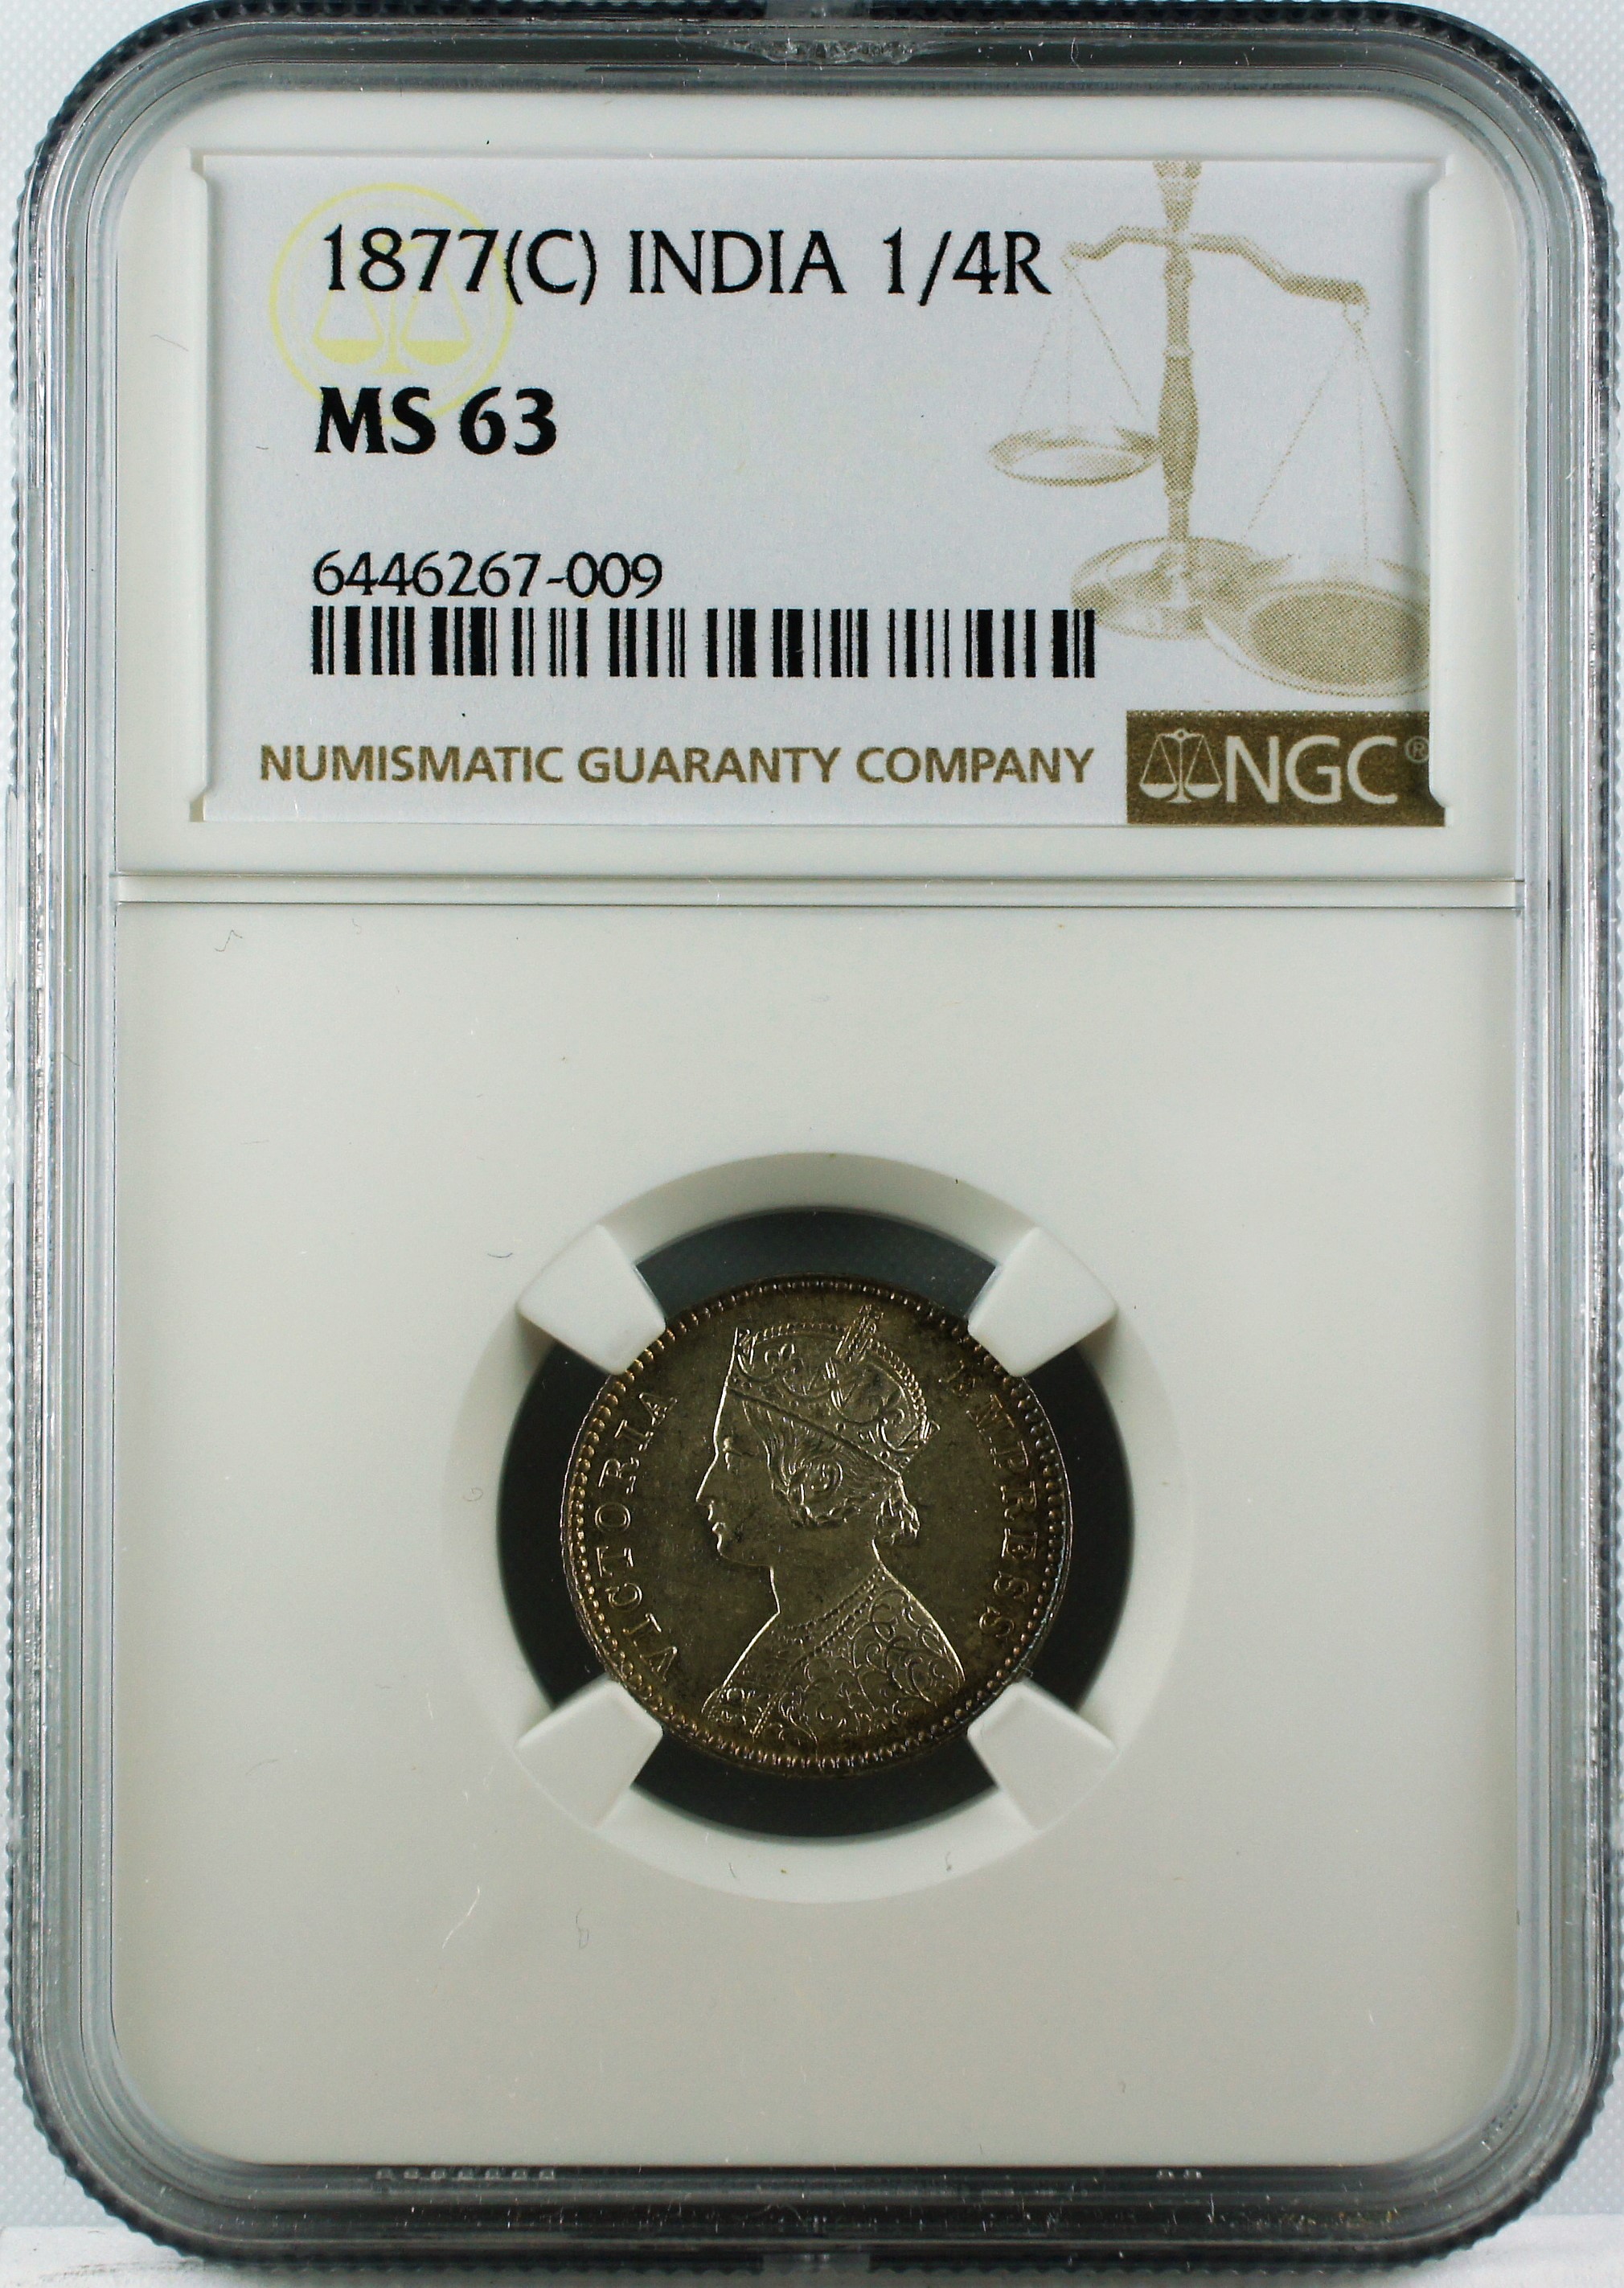 1877(C) INDIA 1/4R
MS 63
6446267-009
NUMISMATIC GUARANTY COMPANY
NGC®
VICTORIA
EMPRESS